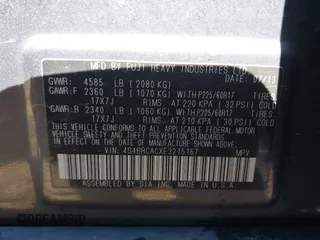 MFD BY FUJI HEAVY INDUSTRIES LTD.
GVWR: 4585 LB (2080 KG) 07/13
GAWR:F 2360 LB (1070 KG) WITH P225/60R17 TIRES
17X7J RIMS AT 220 KPA (32 PSI) COLD
GAWR:R 2340 LB (1060 KG) WITH P225/60R17 TIRES
17X7J RIMS AT 210 KPA (30 PSI) COLD
THIS VEHICLE CONFORMS TO ALL APPLICABLE
FEDERAL MOTOR VEHICLE SAFETY, BUMPER, AND
THEFT PREVENTION STANDARDS IN EFFECT ON THE
DATE OF MANUFACTURE SHOWN ABOVE.
VIN: 4S4BRCACXE3215167 MPV
ASSEMBLED BY SIA INC. IN U.S.A.